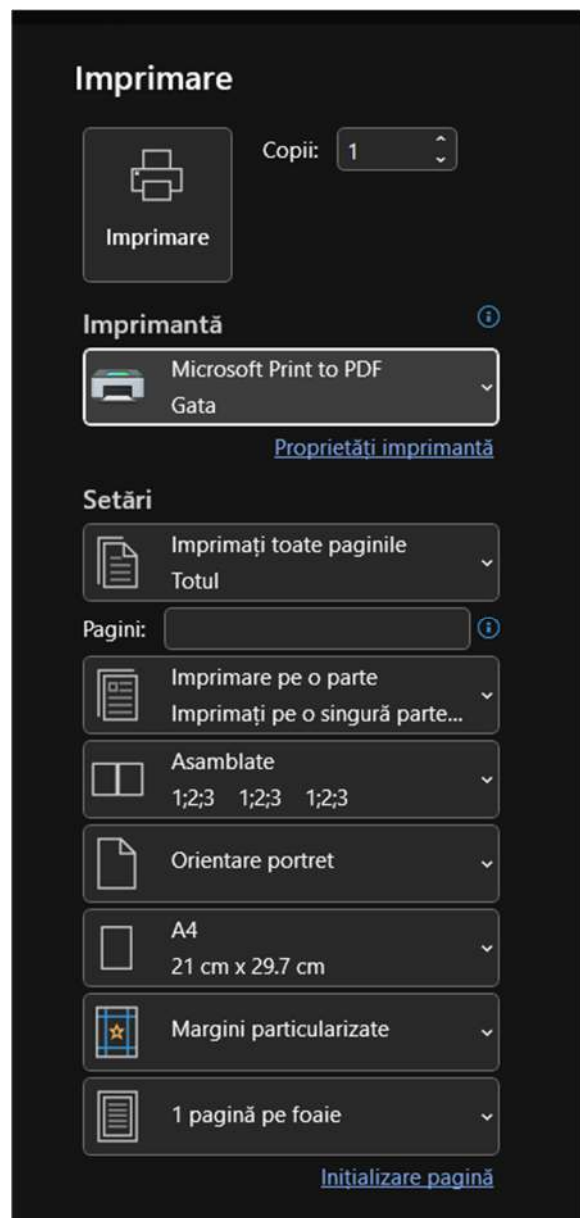 Imprimare
Copii: 1
Imprimare
Imprimantă
Microsoft Print to PDF
Gata
Proprietăți imprimantă
Setări
Imprimați toate paginile
Totul
Pagini:
Imprimare pe o parte
Imprimați pe o singură parte...
Asamblate
1;2;3 1;2;3 1;2;3
Orientare portret
A4
21 cm x 29.7 cm
Margini particularizate
1 pagină pe foaie
Inițializare pagină